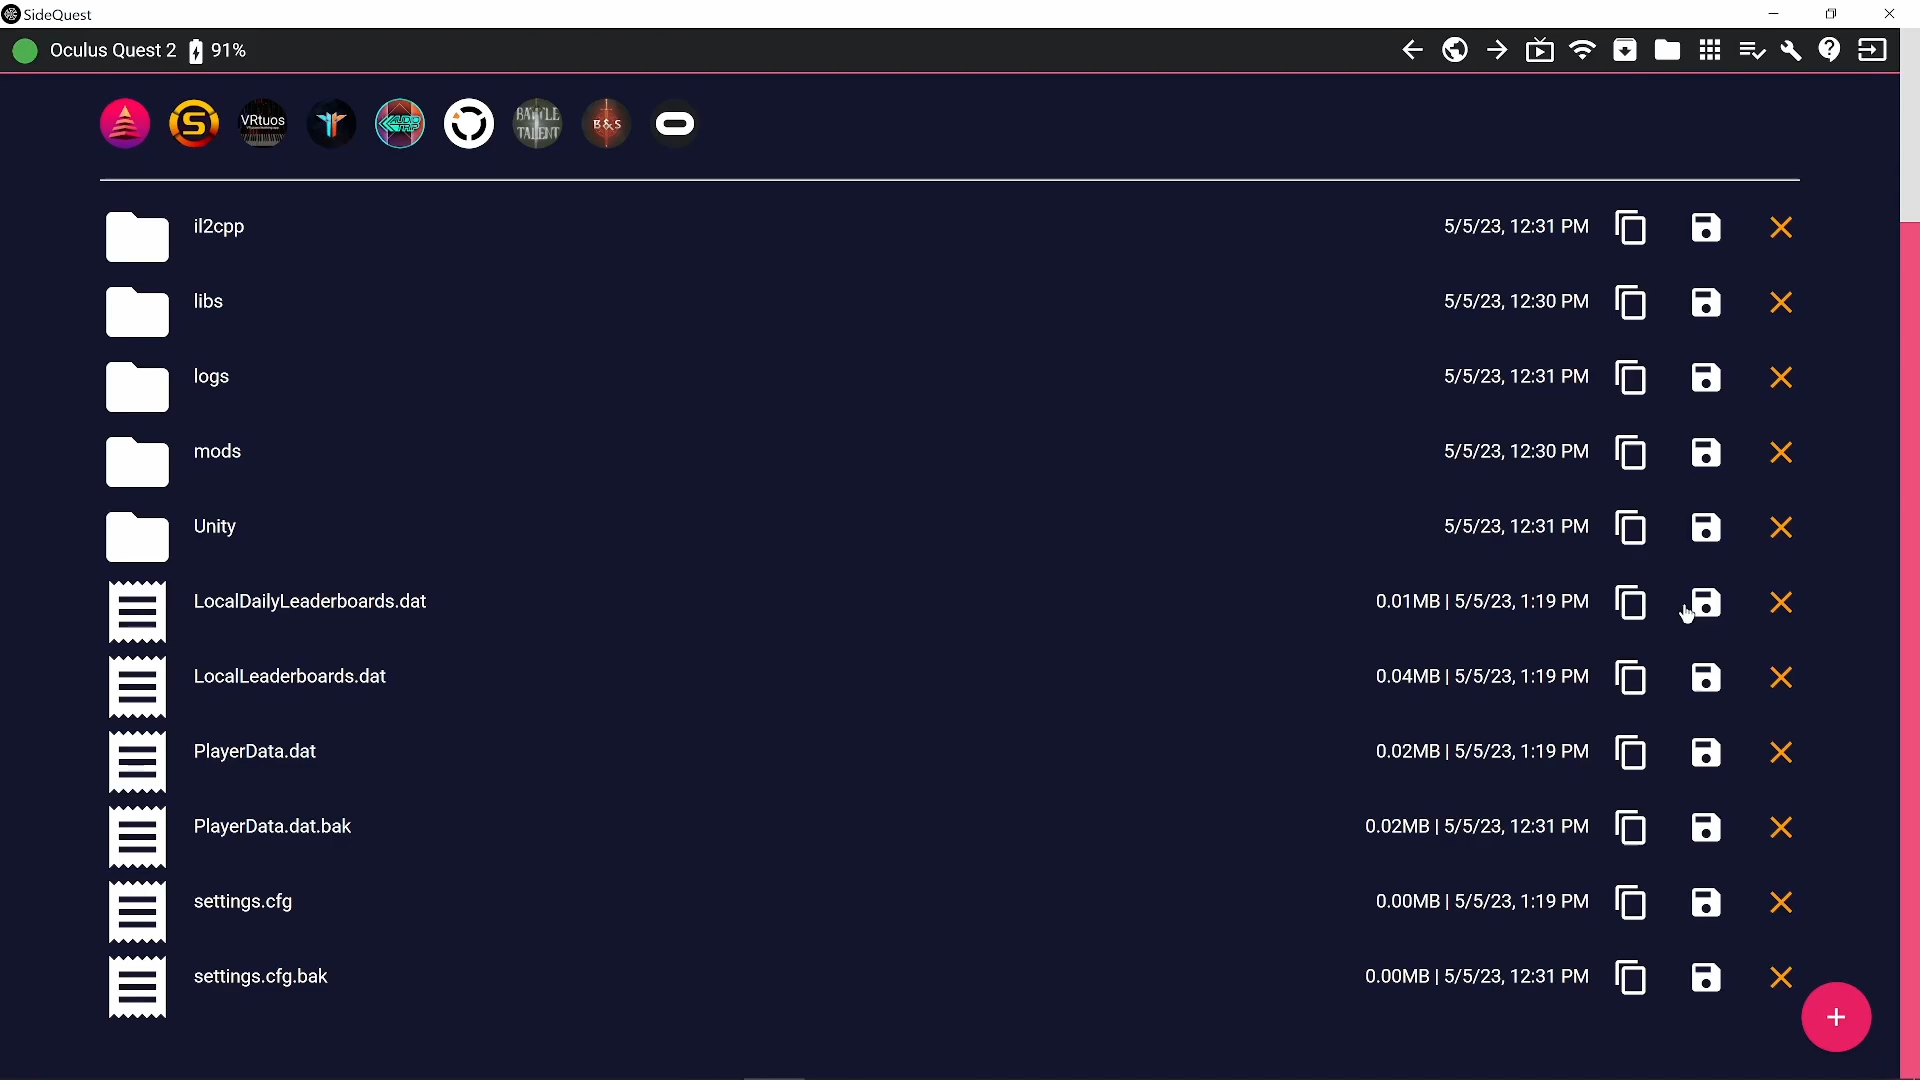 SideQuest
Oculus Quest 2 91%
S VRtuos BATTLE TALENT B&S
il2cpp 5/5/23, 12:31 PM
libs 5/5/23, 12:30 PM
logs 5/5/23, 12:31 PM
mods 5/5/23, 12:30 PM
Unity 5/5/23, 12:31 PM
LocalDailyLeaderboards.dat 0.01MB | 5/5/23, 1:19 PM
LocalLeaderboards.dat 0.04MB | 5/5/23, 1:19 PM
PlayerData.dat 0.02MB | 5/5/23, 1:19 PM
PlayerData.dat.bak 0.02MB | 5/5/23, 12:31 PM
settings.cfg 0.00MB | 5/5/23, 1:19 PM
settings.cfg.bak 0.00MB | 5/5/23, 12:31 PM